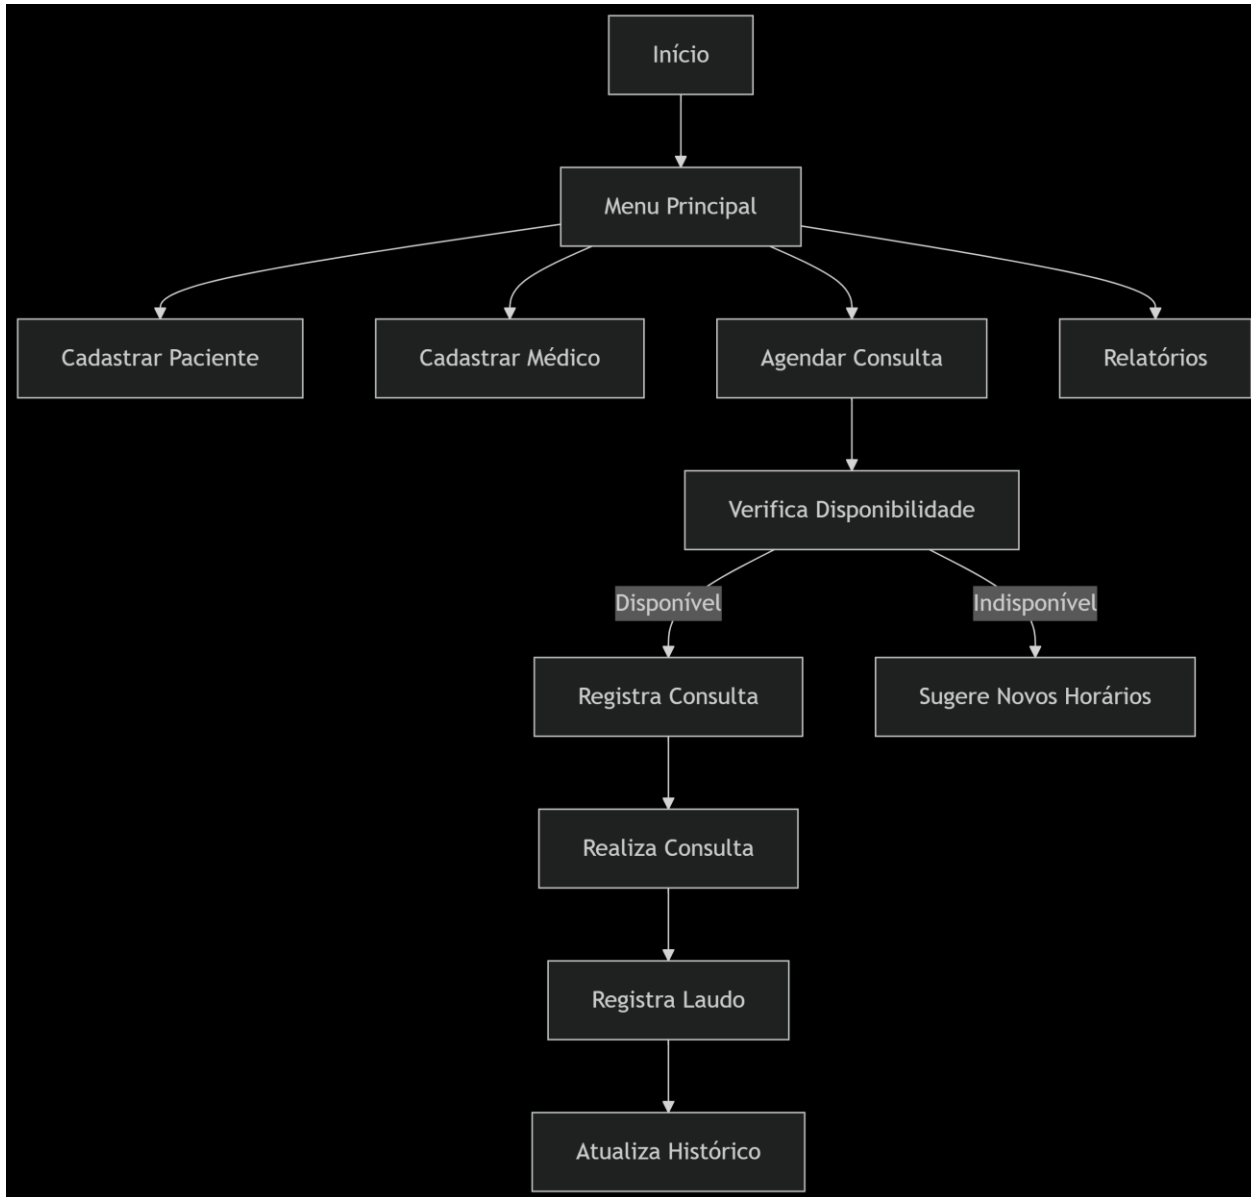 Início
Menu Principal
Cadastrar Paciente
Cadastrar Médico
Agendar Consulta
Relatórios
Verifica Disponibilidade
Disponível
Indisponível
Registra Consulta
Sugere Novos Horários
Realiza Consulta
Registra Laudo
Atualiza Histórico